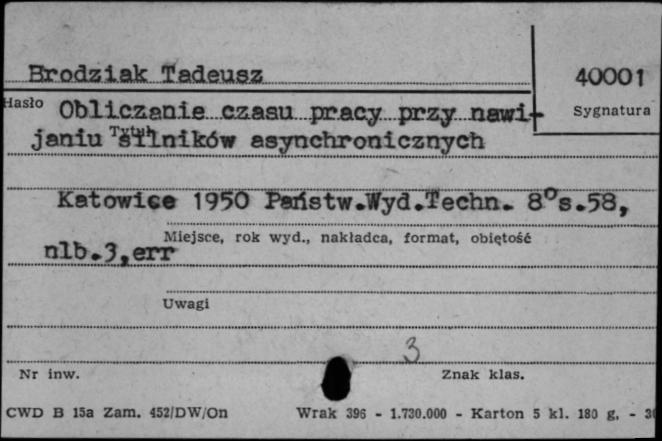 Brodziak Tadeusz
40001
Hasło
Sygnatura
Obliczanie czasu pracy przy nawi-
Tytuł
janiu silników asynchronicznych
Katowice 1950 Państw.Wyd.Techn. 8°s.58,
Miejsce, rok wyd., nakładca, format, obiętość
nlb.3,err
Uwagi
3
Nr inw.
Znak klas.
CWD B 15a Zam. 452/DW/On Wrak 396 - 1.730.000 - Karton 5 kl. 180 g, -